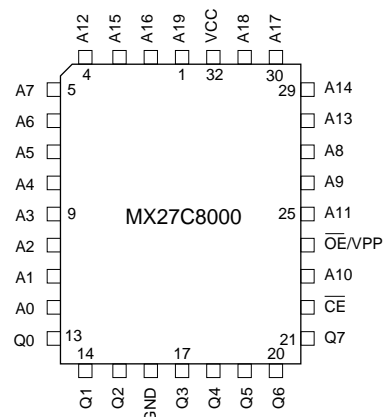 A12 A15 A16 A19 VCC A18 A17
4 1 32 30
A7 5 29 A14
A6 A13
A5 A8
A4 A9
A3 9 MX27C8000 25 A11
A2 OE/VPP
A1 A10
A0 CE
Q0 13 21 Q7
14 17 20
Q1 Q2 GND Q3 Q4 Q5 Q6